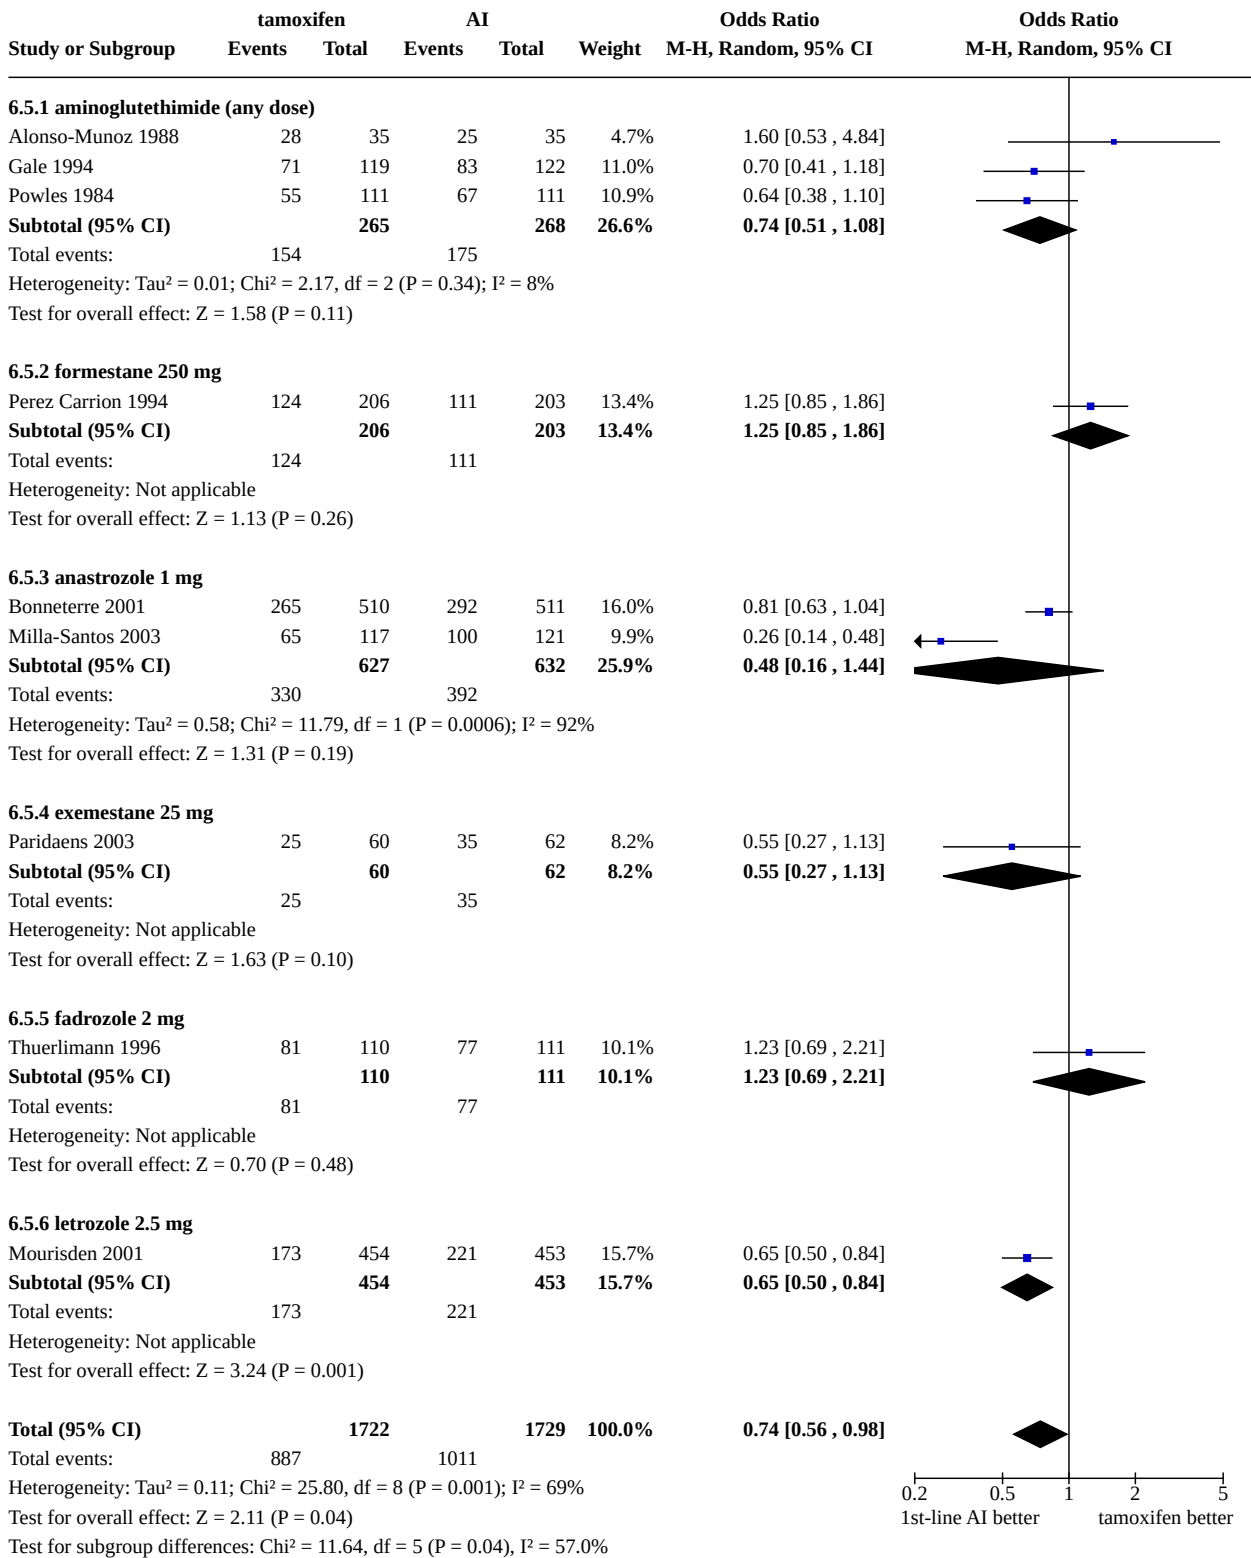 tamoxifen AI Odds Ratio Odds Ratio
Study or Subgroup Events Total Events Total Weight M-H, Random, 95% CI M-H, Random, 95% CI
6.5.1 aminoglutethimide (any dose)
Alonso-Munoz 1988 28 35 25 35 4.7% 1.60 [0.53 , 4.84]
Gale 1994 71 119 83 122 11.0% 0.70 [0.41 , 1.18]
Powles 1984 55 111 67 111 10.9% 0.64 [0.38 , 1.10]
Subtotal (95% CI) 265 268 26.6% 0.74 [0.51 , 1.08]
Total events: 154 175
Heterogeneity: Tau² = 0.01; Chi² = 2.17, df = 2 (P = 0.34); I² = 8%
Test for overall effect: Z = 1.58 (P = 0.11)
6.5.2 formestane 250 mg
Perez Carrion 1994 124 206 111 203 13.4% 1.25 [0.85 , 1.86]
Subtotal (95% CI) 206 203 13.4% 1.25 [0.85 , 1.86]
Total events: 124 111
Heterogeneity: Not applicable
Test for overall effect: Z = 1.13 (P = 0.26)
6.5.3 anastrozole 1 mg
Bonneterre 2001 265 510 292 511 16.0% 0.81 [0.63 , 1.04]
Milla-Santos 2003 65 117 100 121 9.9% 0.26 [0.14 , 0.48]
Subtotal (95% CI) 627 632 25.9% 0.48 [0.16 , 1.44]
Total events: 330 392
Heterogeneity: Tau² = 0.58; Chi² = 11.79, df = 1 (P = 0.0006); I² = 92%
Test for overall effect: Z = 1.31 (P = 0.19)
6.5.4 exemestane 25 mg
Paridaens 2003 25 60 35 62 8.2% 0.55 [0.27 , 1.13]
Subtotal (95% CI) 60 62 8.2% 0.55 [0.27 , 1.13]
Total events: 25 35
Heterogeneity: Not applicable
Test for overall effect: Z = 1.63 (P = 0.10)
6.5.5 fadrozole 2 mg
Thuerlimann 1996 81 110 77 111 10.1% 1.23 [0.69 , 2.21]
Subtotal (95% CI) 110 111 10.1% 1.23 [0.69 , 2.21]
Total events: 81 77
Heterogeneity: Not applicable
Test for overall effect: Z = 0.70 (P = 0.48)
6.5.6 letrozole 2.5 mg
Mourisden 2001 173 454 221 453 15.7% 0.65 [0.50 , 0.84]
Subtotal (95% CI) 454 453 15.7% 0.65 [0.50 , 0.84]
Total events: 173 221
Heterogeneity: Not applicable
Test for overall effect: Z = 3.24 (P = 0.001)
Total (95% CI) 1722 1729 100.0% 0.74 [0.56 , 0.98]
Total events: 887 1011
Heterogeneity: Tau² = 0.11; Chi² = 25.80, df = 8 (P = 0.001); I² = 69%
0.2 0.5 1 2 5
Test for overall effect: Z = 2.11 (P = 0.04)
1st-line AI better tamoxifen better
Test for subgroup differences: Chi² = 11.64, df = 5 (P = 0.04), I² = 57.0%